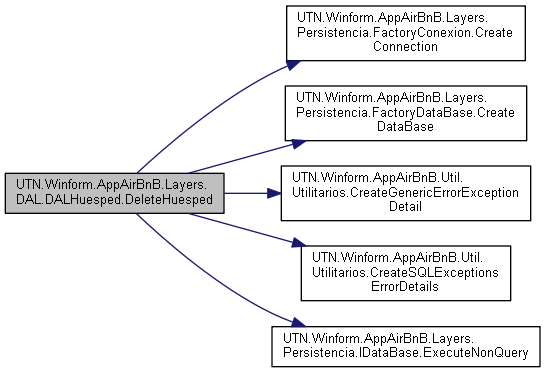 UTN.Winform.AppAirBnB.Layers.
Persistencia.FactoryConexion.Create
Connection
UTN.Winform.AppAirBnB.Layers.
Persistencia.FactoryDataBase.Create
DataBase
UTN.Winform.AppAirBnB.Layers.
DAL.DALHuesped.DeleteHuesped
UTN.Winform.AppAirBnB.Util.
Utilitarios.CreateGenericErrorException
Detail
UTN.Winform.AppAirBnB.Util.
Utilitarios.CreateSQLExceptions
ErrorDetails
UTN.Winform.AppAirBnB.Layers.
Persistencia.IDataBase.ExecuteNonQuery